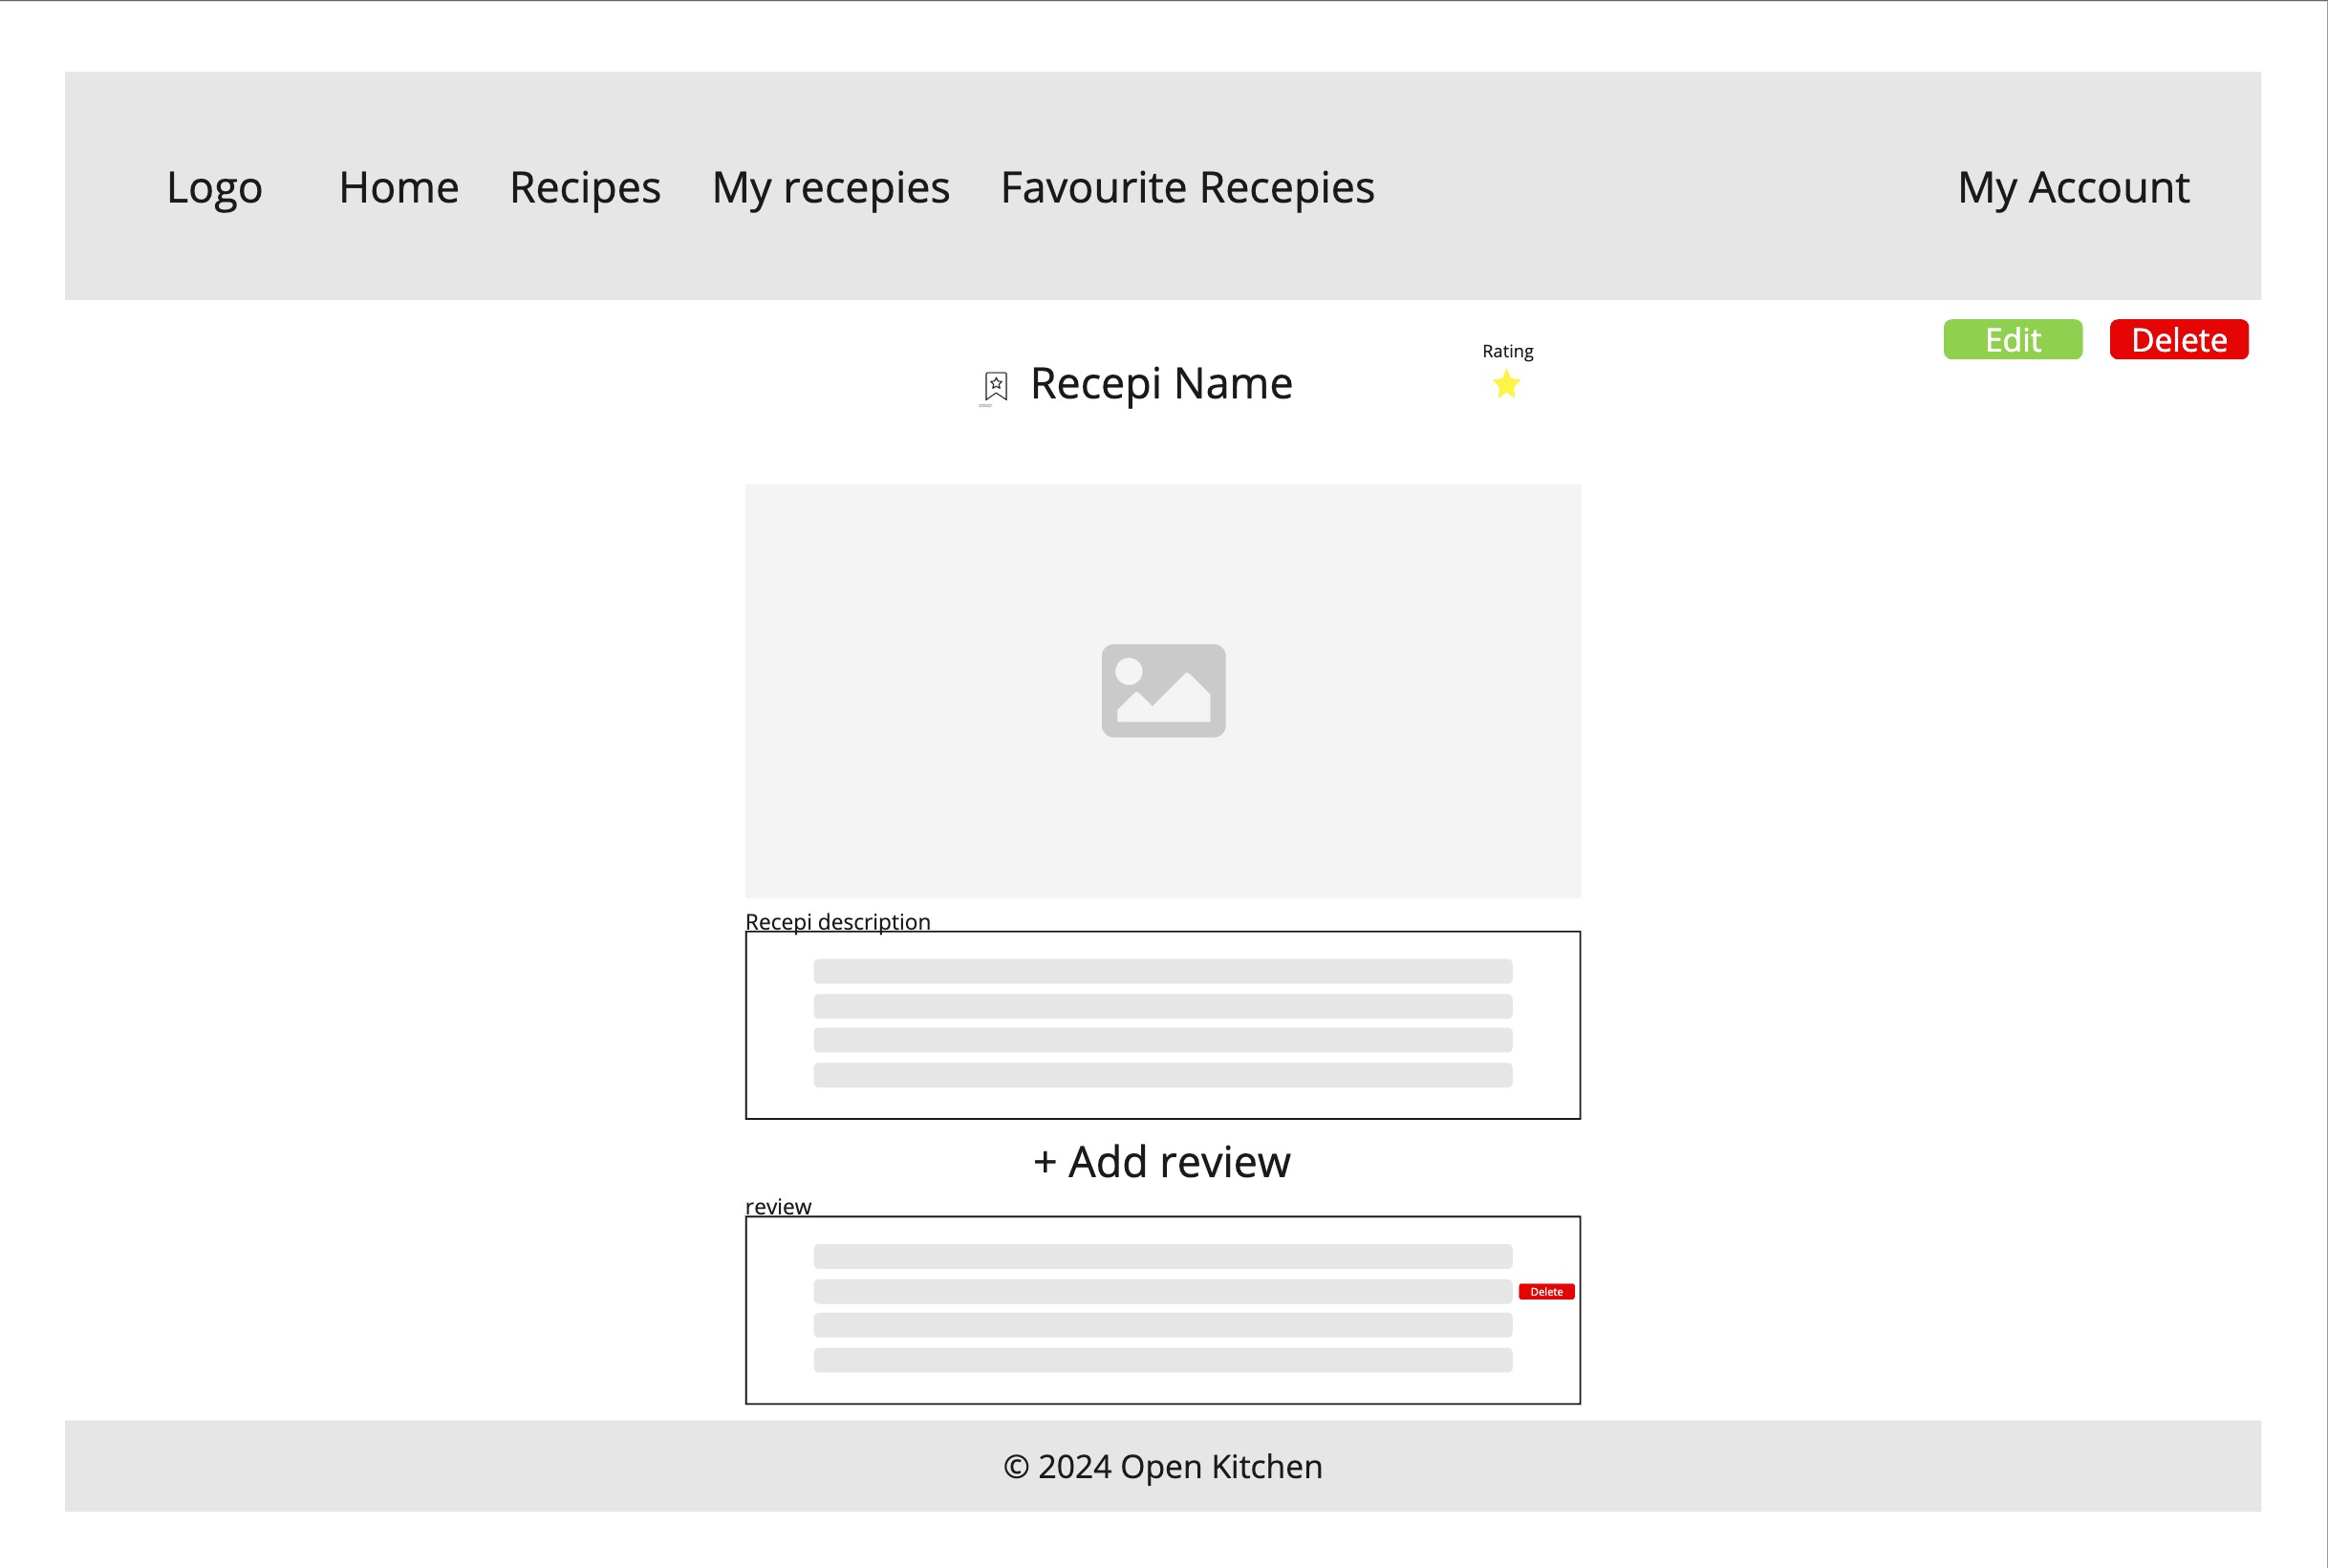 Logo Home Recipes My recepies Favourite Recepies My Account
Edit Delete
Rating
Recepi Name
Recepi description
+ Add review
review
Delete
© 2024 Open Kitchen